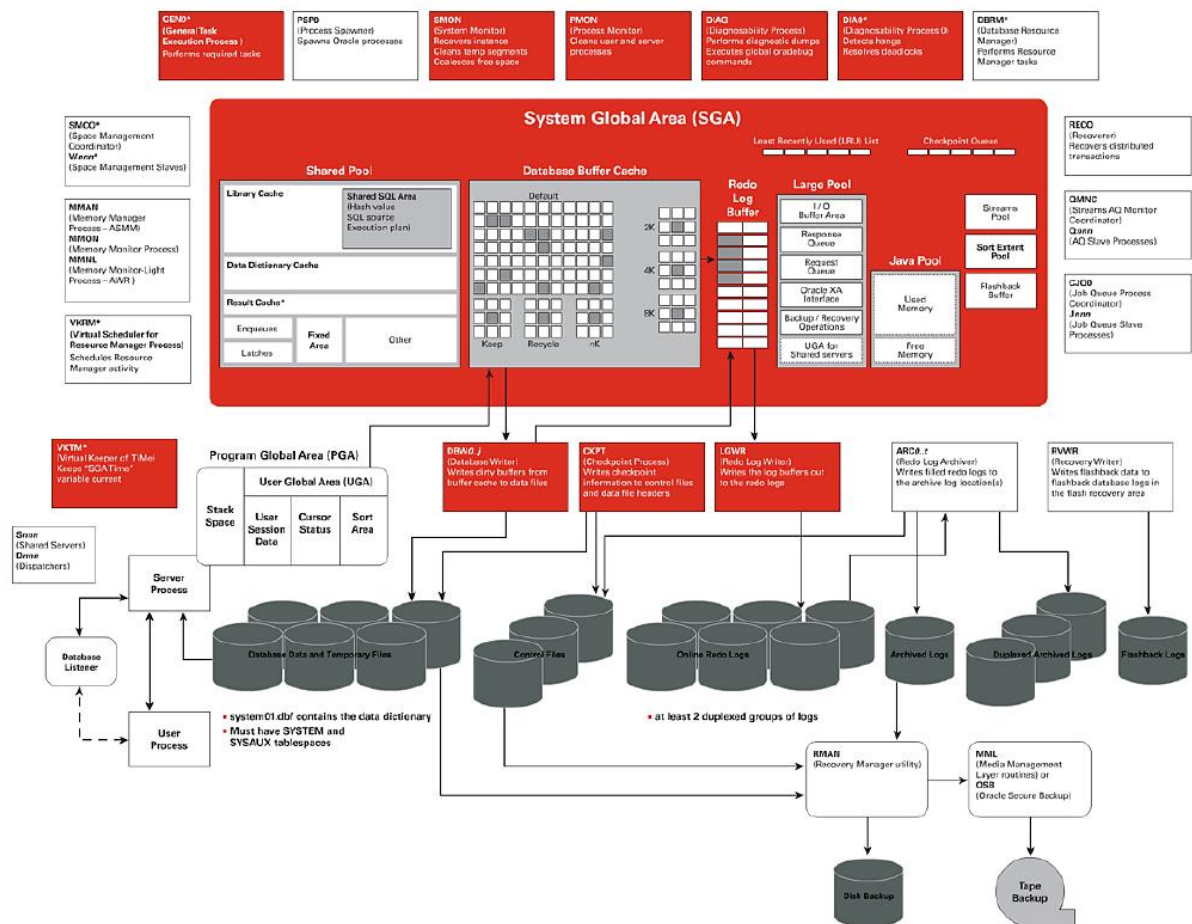 GEN0*
(General Task
Execution Process)
Performs required tasks
PSP0
(Process Spawner)
Spawns Oracle processes
SMON
(System Monitor)
Recovers instance
Cleans temp segments
Coalesces free space
PMON
(Process Monitor)
Cleans user and server
processes
DIAG
(Diagnosability Process)
Performs diagnostic dumps
Executes global oradebug
commands
DIA0*
(Diagnosability Process 0)
Detects hangs
Resolves deadlocks
DBRM*
(Database Resource
Manager)
Performs Resource
Manager tasks
SMCO*
(Space Management
Coordinator)
Wnnn*
(Space Management Slaves)
MMAN
(Memory Manager
Process – ASMM)
MMON
(Memory Monitor Process)
MMNL
(Memory Monitor-Light
Process – AWR)
VKRM*
(Virtual Scheduler for
Resource Manager Process)
Schedules Resource
Manager activity
System Global Area (SGA)
Least Recently Used (LRU) List
Checkpoint Queue
Shared Pool
Library Cache
Shared SQL Area
(Hash value
SQL source
Execution plan)
Data Dictionary Cache
Result Cache*
Enqueues
Latches
Fixed
Area
Other
Database Buffer Cache
Default
2K
4K
8K
Keep
Recycle
nK
Redo
Log
Buffer
Large Pool
I / O
Buffer Area
Response
Queue
Request
Queue
Oracle XA
Interface
Backup / Recovery
Operations
UGA for
Shared servers
Java Pool
Used
Memory
Free
Memory
Streams
Pool
Sort Extent
Pool
Flashback
Buffer
RECO
(Recoverer)
Recovers distributed
transactions
QMNC
(Streams AQ Monitor
Coordinator)
Qnnn
(AQ Slave Processes)
CJQ0
(Job Queue Process
Coordinator)
Jnnn
(Job Queue Slave
Processes)
VKTM*
(Virtual Keeper of TiMe)
Keeps "SGA Time"
variable current
Program Global Area (PGA)
User Global Area (UGA)
Stack
Space
User
Session
Data
Cursor
Status
Sort
Area
DBW0..j
(Database Writer)
Writes dirty buffers from
buffer cache to data files
CKPT
(Checkpoint Process)
Writes checkpoint
information to control files
and data file headers
LGWR
(Redo Log Writer)
Writes the log buffers out
to the redo logs
ARC0..t
(Redo Log Archiver)
Writes filled redo logs to
the archive log location(s)
RVWR
(Recovery Writer)
Writes flashback data to
flashback database logs in
the flash recovery area
Snnn
(Shared Servers)
Dnnn
(Dispatchers)
Server
Process
Database
Listener
User
Process
Database Data and Temporary Files
Control Files
Online Redo Logs
Archived Logs
Duplexed Archived Logs
Flashback Logs
▪ system01.dbf contains the data dictionary
▪ Must have SYSTEM and
SYSAUX tablespaces
▪ at least 2 duplexed groups of logs
RMAN
(Recovery Manager utility)
MML
(Media Management
Layer routines) or
OSB
(Oracle Secure Backup)
Disk Backup
Tape
Backup